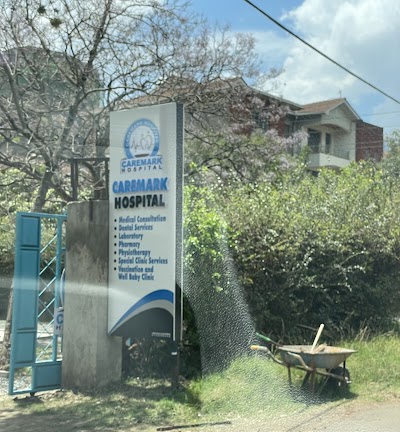 CAREMARK
HOSPITAL
CAREMARK
HOSPITAL
• Medical Consultation
• Dental Services
• Laboratory
• Pharmacy
• Physiotherapy
• Special Clinic Services
• Vaccination and
Well Baby Clinic